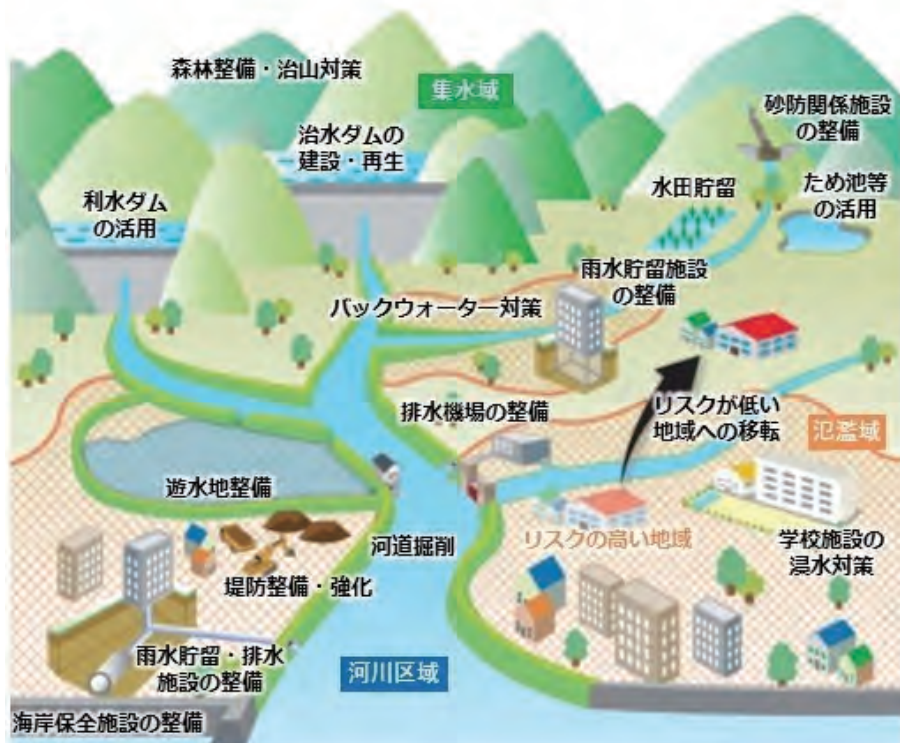 森林整備・治山対策
集水域
砂防関係施設
の整備
治水ダムの
建設・再生
水田貯留
ため池等
の活用
利水ダム
の活用
雨水貯留施設
の整備
バックウォーター対策
排水機場の整備
リスクが低い
地域への移転
氾濫域
遊水地整備
河道掘削
リスクの高い地域
学校施設の
浸水対策
堤防整備・強化
雨水貯留・排水
施設の整備
河川区域
海岸保全施設の整備